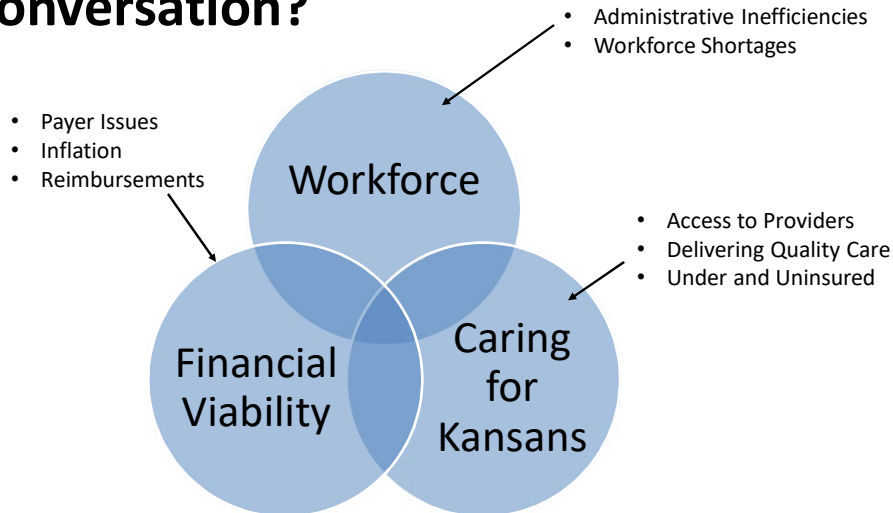 onversation?
• Administrative Inefficiencies
• Workforce Shortages
• Payer Issues
• Inflation
• Reimbursements
Workforce
• Access to Providers
• Delivering Quality Care
• Under and Uninsured
Financial
Viability
Caring
for
Kansans